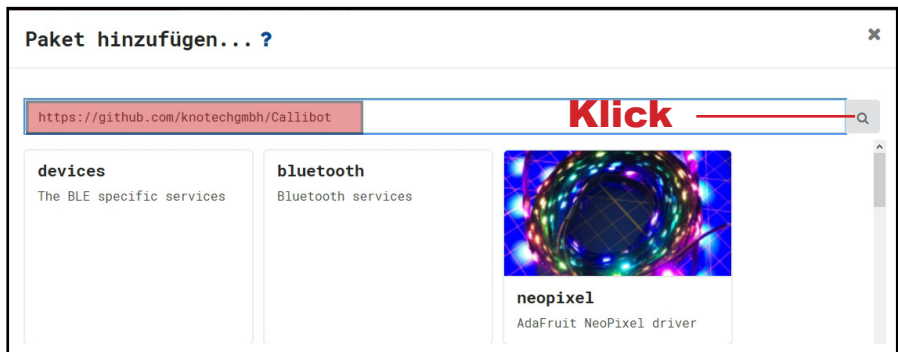 Paket hinzufügen... ?
https://github.com/knotechgmbh/Callibot
Klick
devices
The BLE specific services
bluetooth
Bluetooth services
neopixel
AdaFruit NeoPixel driver